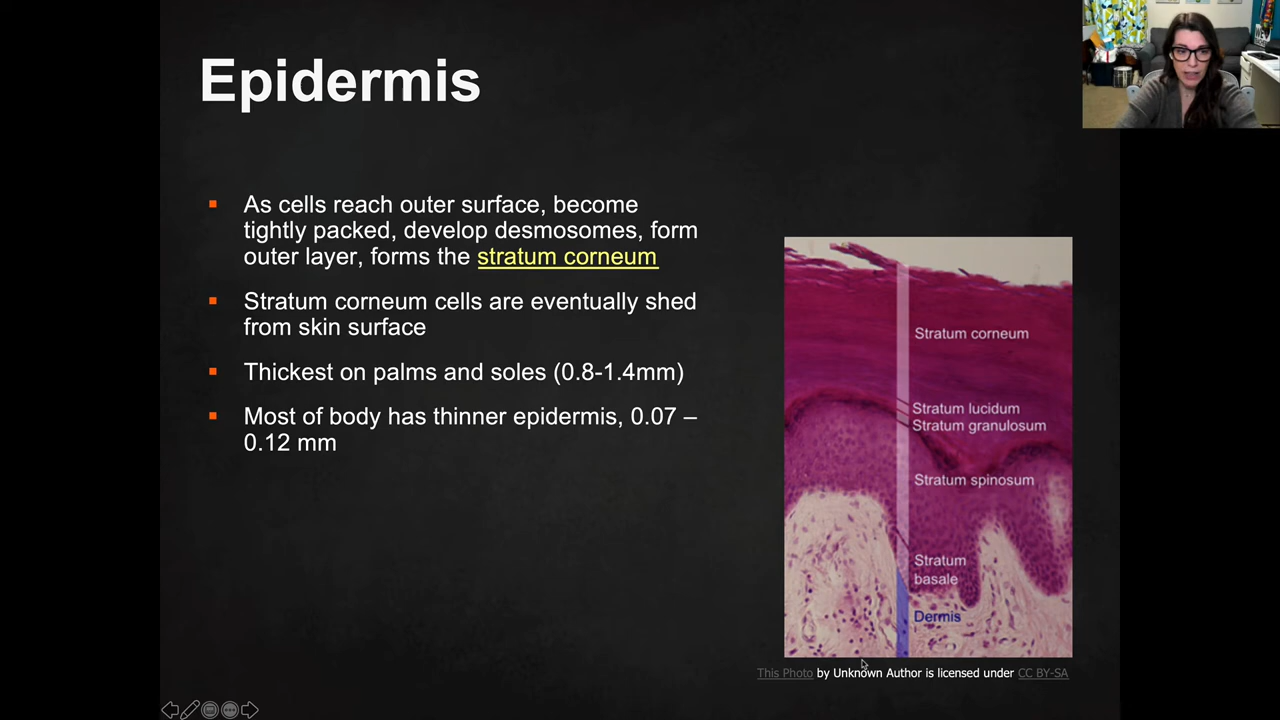 Epidermis
▪ As cells reach outer surface, become
tightly packed, develop desmosomes, form
outer layer, forms the stratum corneum
▪ Stratum corneum cells are eventually shed
from skin surface
▪ Thickest on palms and soles (0.8-1.4mm)
▪ Most of body has thinner epidermis, 0.07 –
0.12 mm
Stratum corneum
Stratum lucidum
Stratum granulosum
Stratum spinosum
Stratum
basale
Dermis
This Photo by Unknown Author is licensed under CC BY-SA